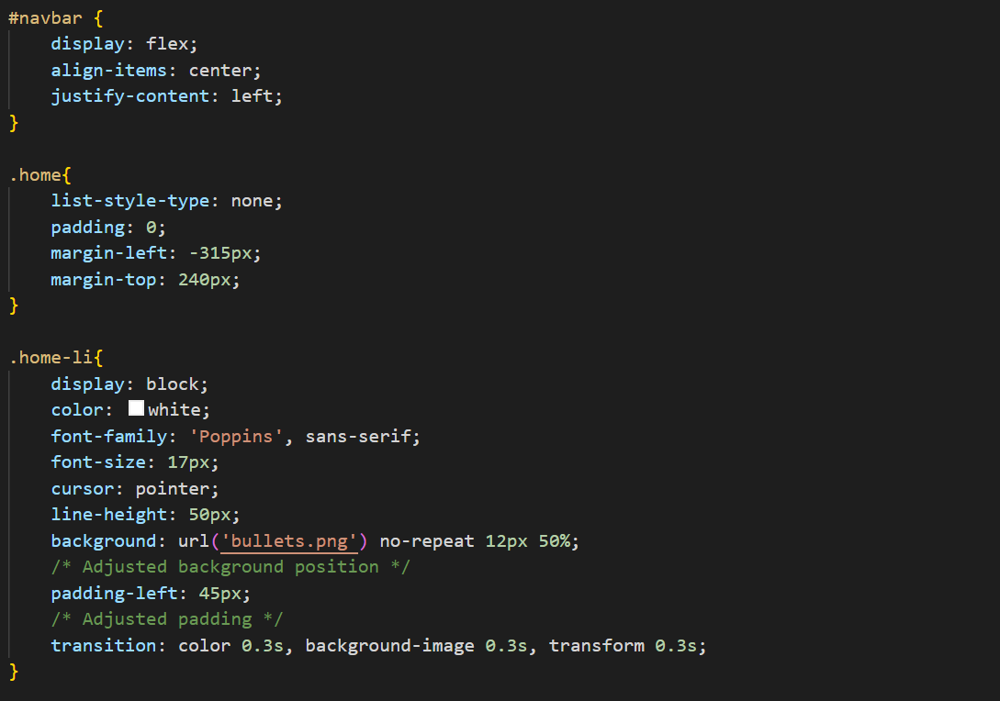 #navbar {
    display: flex;
    align-items: center;
    justify-content: left;
}

.home{
    list-style-type: none;
    padding: 0;
    margin-left: -315px;
    margin-top: 240px;
}

.home-li{
    display: block;
    color: white;
    font-family: 'Poppins', sans-serif;
    font-size: 17px;
    cursor: pointer;
    line-height: 50px;
    background: url('bullets.png') no-repeat 12px 50%;
    /* Adjusted background position */
    padding-left: 45px;
    /* Adjusted padding */
    transition: color 0.3s, background-image 0.3s, transform 0.3s;
}